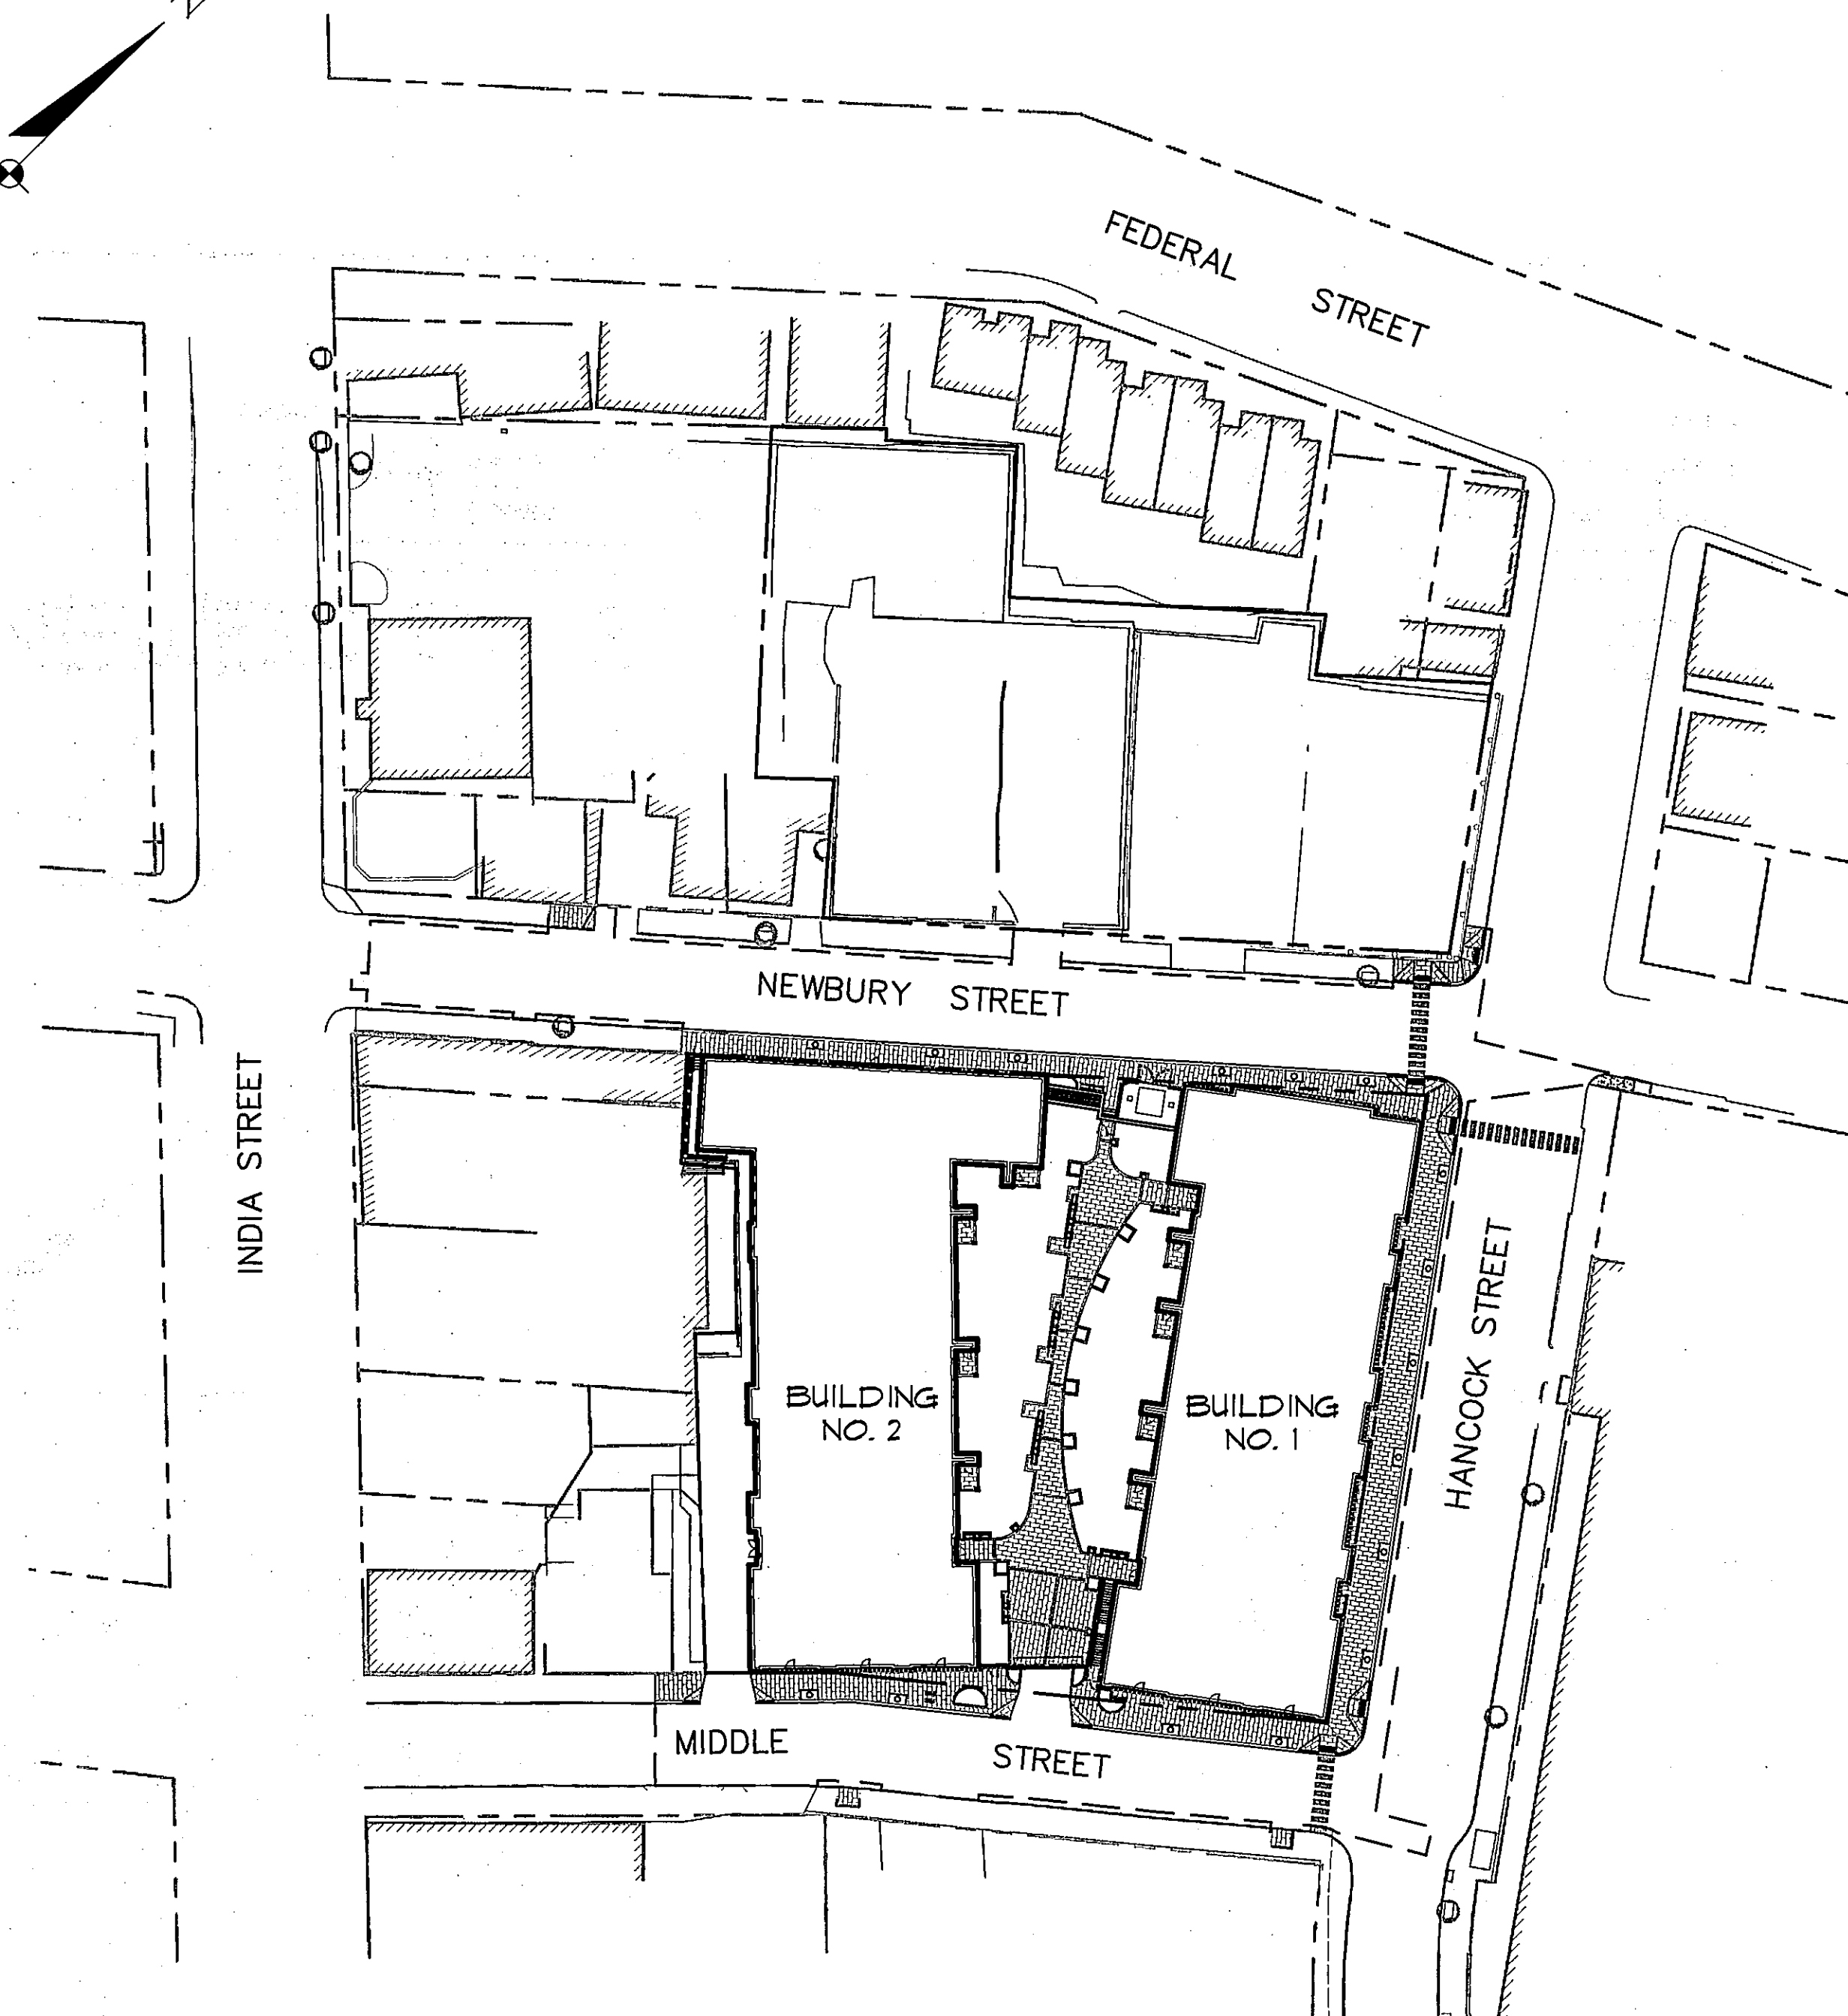 FEDERAL STREET
NEWBURY STREET
INDIA STREET
HANCOCK STREET
BUILDING
NO. 2
BUILDING
NO. 1
MIDDLE STREET